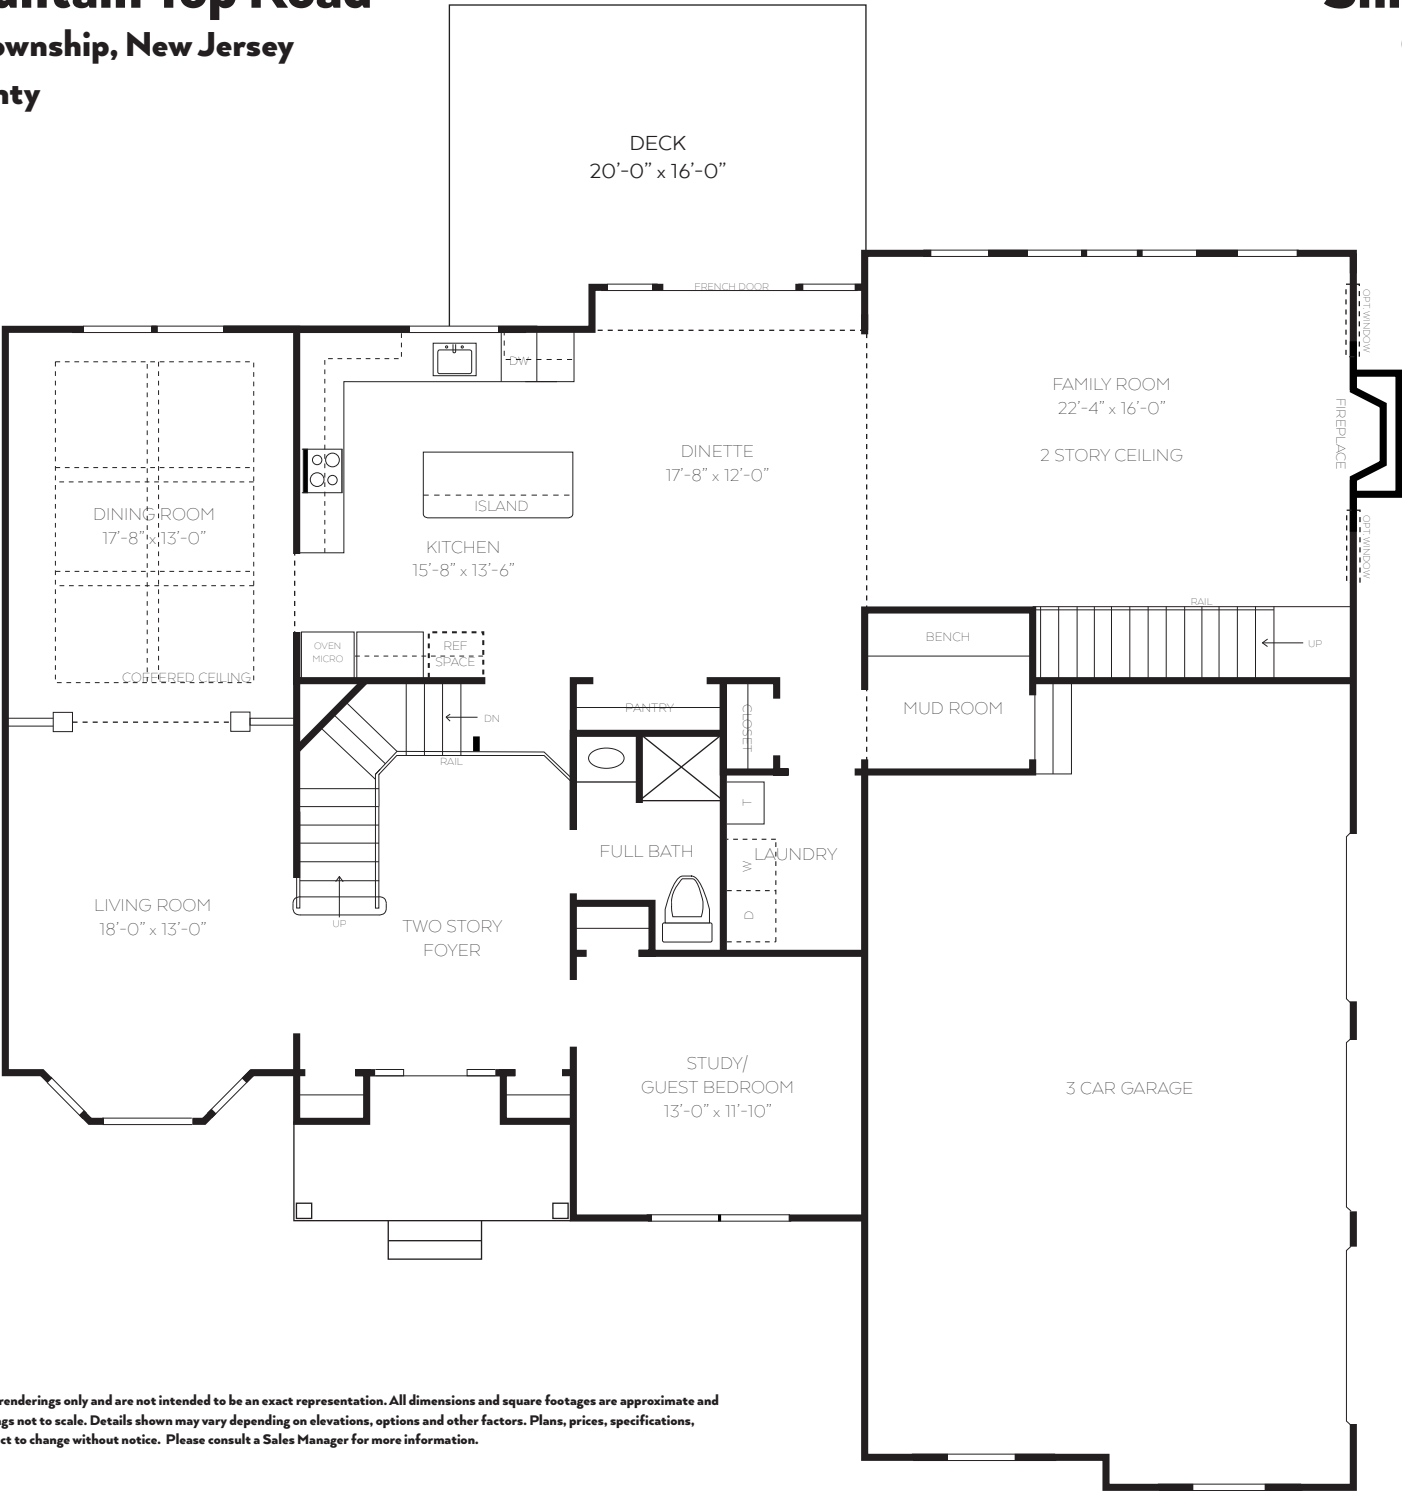 Top Road
New Jersey
DECK
20’-0” x 16’-0”
FRENCH DOOR
DW
OPT. WINDOW
FAMILY ROOM
22’-4” x 16’-0”
2 STORY CEILING
FIREPLACE
DINETTE
17’-8” x 12’-0”
ISLAND
DINING ROOM
17’-8” x 13’-0”
KITCHEN
15’-8” x 13’-6”
OPT. WINDOW
RAIL
BENCH
UP
OVEN
MICRO
REF
SPACE
COFFERED CEILING
PANTRY
CLOSET
MUD ROOM
DN
RAIL
T
FULL BATH
LAUNDRY
W
D
LIVING ROOM
18’-0” x 13’-0”
UP
TWO STORY
FOYER
STUDY/
GUEST BEDROOM
13’-0” x 11’-10”
3 CAR GARAGE
renderings only and are not intended to be an exact representation. All dimensions and square footages are approximate and
not to scale. Details shown may vary depending on elevations, options and other factors. Plans, prices, specifications,
to change without notice. Please consult a Sales Manager for more information.